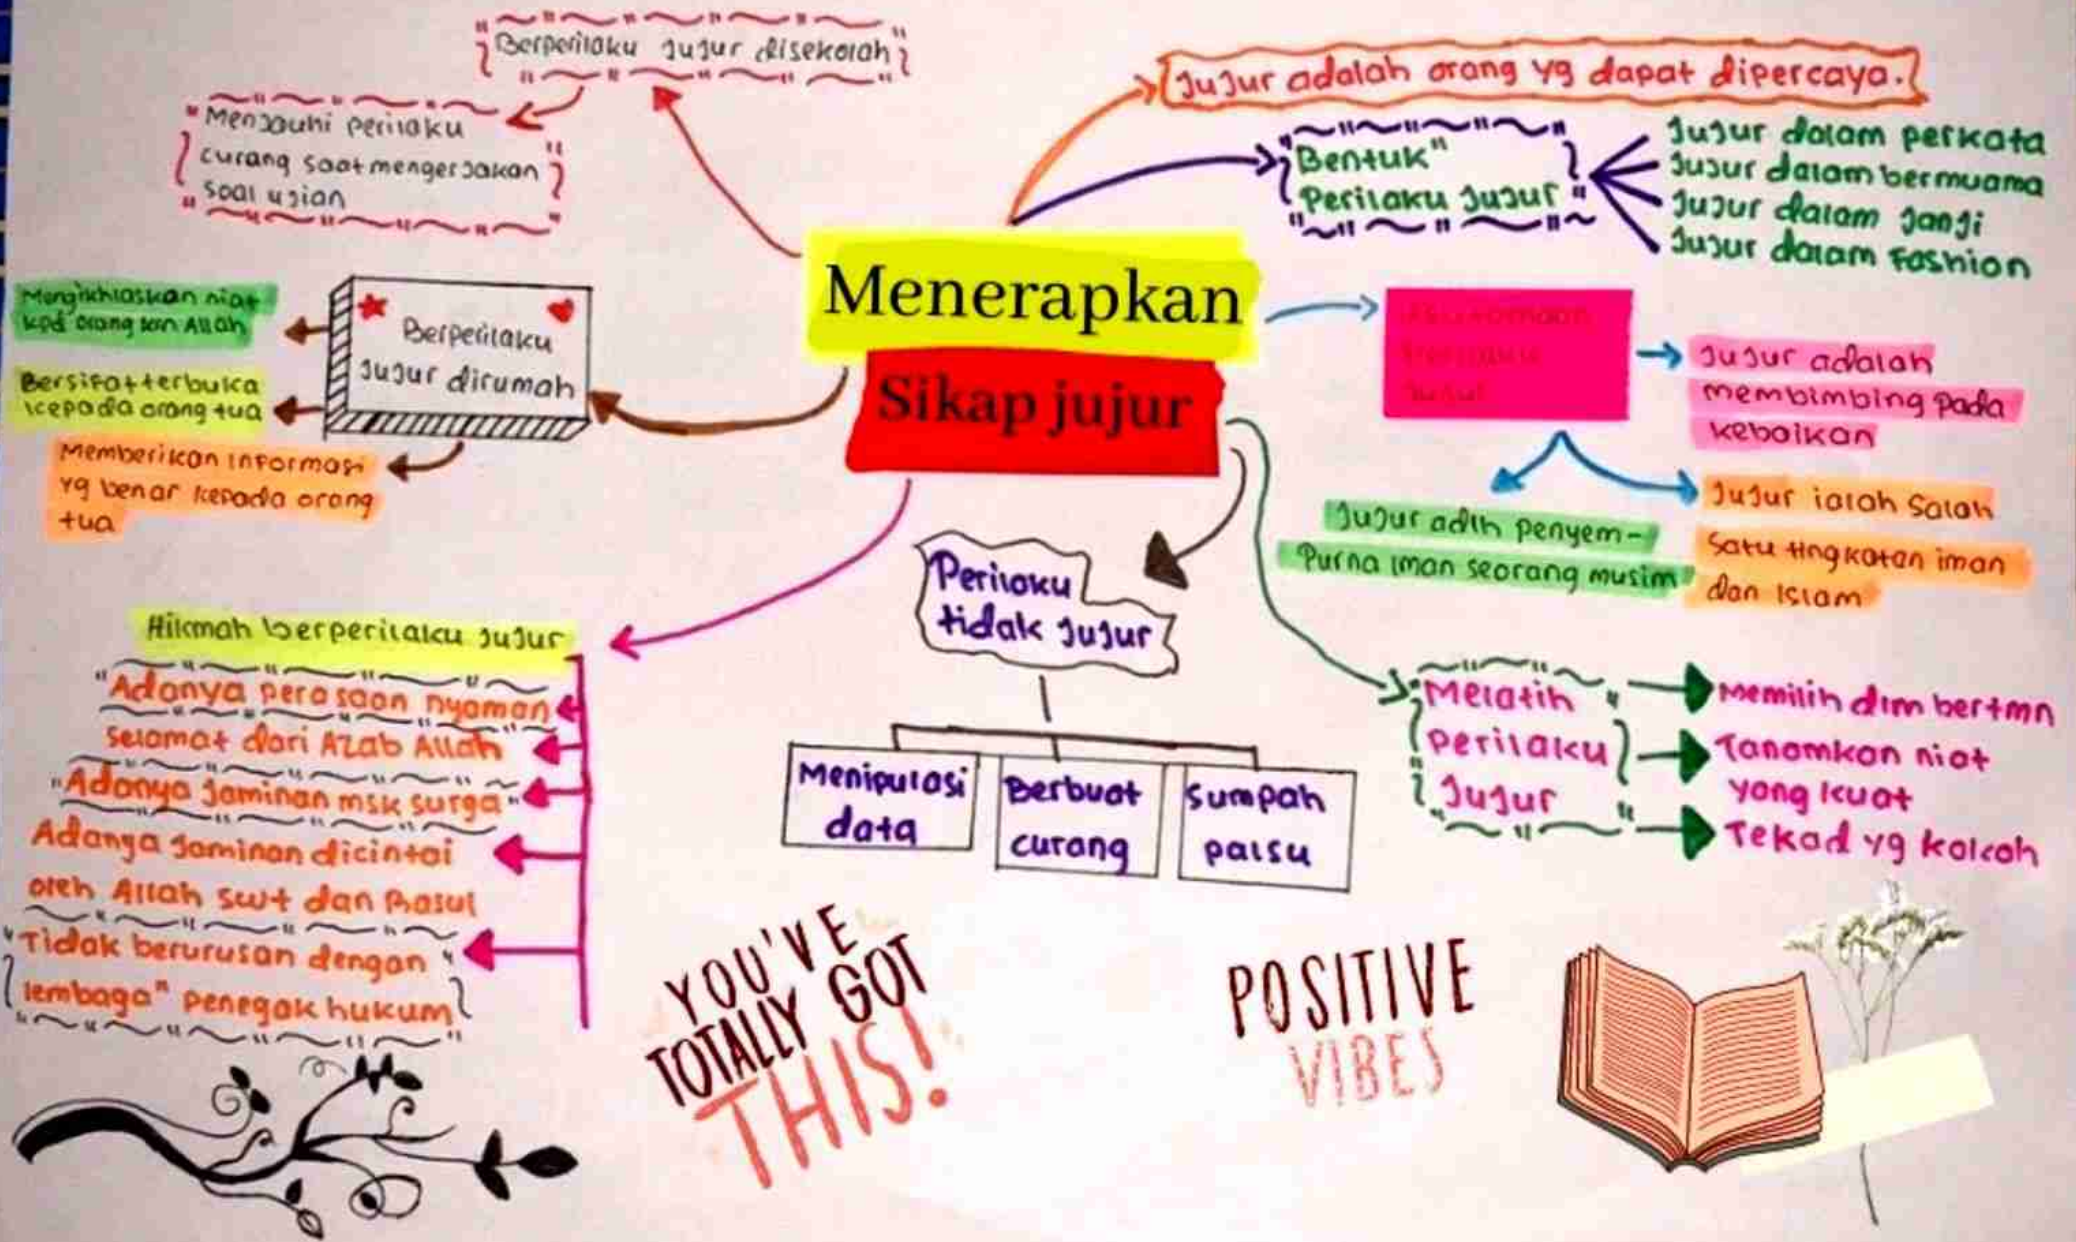 "Berperilaku jujur disekolah"
"Menjauhi perilaku
curang saat mengerjakan
soal ujian
Jujur adalah orang yg dapat dipercaya.
"Bentuk"
Perilaku jujur"
Jujur dalam perkata
Jujur dalam bermuama
Jujur dalam janji
Jujur dalam Fashion
Menerapkan
Sikap jujur
Berperilaku
jujur dirumah
Mengikhlaskan niat
kpd orang krn Allah
Bersifat terbuka
kepada orang tua
Memberikan informasi
yg benar kepada orang
tua
Perilaku
jujur
Jujur adalah
membimbing pada
kebaikan
Jujur adlh penyem-
purna iman seorang musim
Jujur ialah salah
satu tingkatan iman
dan Islam
Hikmah berperilaku jujur
"Adanya perasaan nyaman
selamat dari Azab Allah
"Adanya jaminan msk surga"
Adanya jaminan dicintai
oleh Allah swt dan Rasul
"Tidak berurusan dengan
lembaga" penegak hukum
Perilaku
tidak jujur
Menipulasi
data
Berbuat
curang
Sumpah
palsu
Melatih
perilaku
jujur
Memilih dlm bertmn
Tanamkan niat
yang kuat
Tekad yg kokoh
YOU'VE
TOTALLY GOT
THIS!
POSITIVE
VIBES